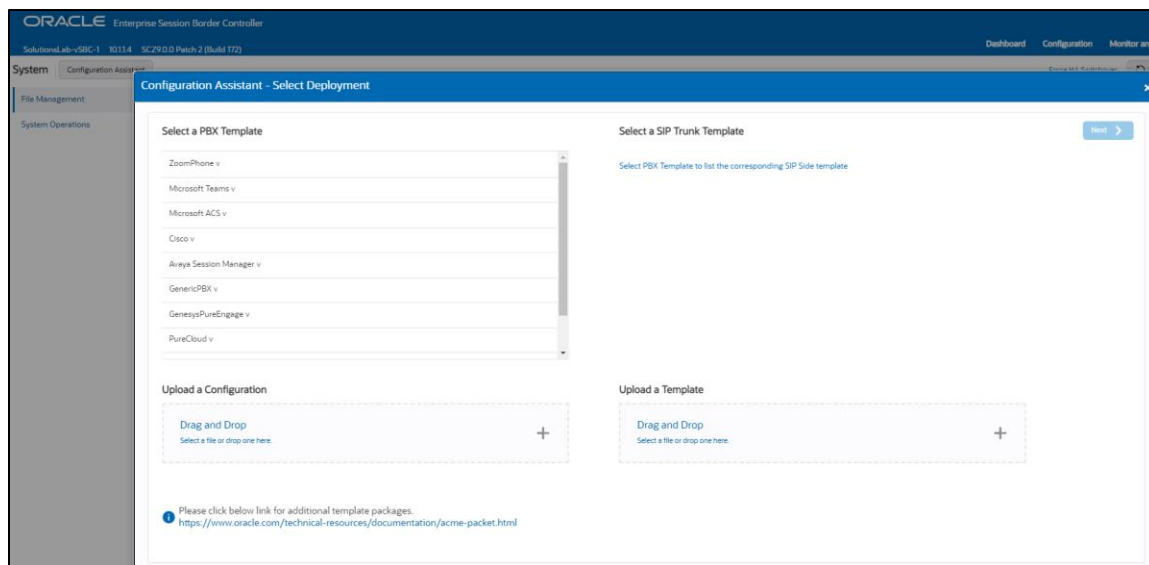 ORACLE Enterprise Session Border Controller
SolutionsLab-vSBC-1 10.1.1.4 SCZ9.0.0 Patch 2 (Build 172)
Dashboard Configuration Monitor an
System Configuration Assistant
File Management
System Operations
Configuration Assistant - Select Deployment
Select a PBX Template
ZoomPhone v
Microsoft Teams v
Microsoft ACS v
Cisco v
Avaya Session Manager v
GenericPBX v
GenesysPureEngage v
PureCloud v
Select a SIP Trunk Template
Next
Select PBX Template to list the corresponding SIP Side template
Upload a Configuration
Drag and Drop
Select a file or drop one here.
Upload a Template
Drag and Drop
Select a file or drop one here.
Please click below link for additional template packages.
https://www.oracle.com/technical-resources/documentation/acme-packet.html